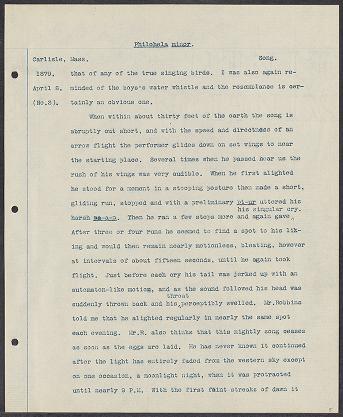 Philohela minor.
Carlisle, Mass. Song.
1879. that of any of the true singing birds. I was also again re-
April 8. minded of the boys'e water whistle and the resemblance is cer-
(No.3). tainly an obvious one.
When within about thirty feet of the earth the song is
abruptly cut short, and with the speed and directness of an
arrow flight the performer glides down on set wings to near
the starting place. Several times when he passed near us the
rush of his wings was very audible. When he first alighted
he stood for a moment in a stooping posture then made a short,
gliding run, stopped and with a preliminary uttered his
his singular cry.
harsh Then he ran a few steps more and again gave
After three or four runs he seemed to find a spot to his lik-
ing and would then remain nearly motionless, bleating, however
at intervals of about fifteen seconds, until he again took
flight. Just before each cry his tail was jerked up with an
automaton-like motion, and as the sound followed his head was
throat
suddenly thrown back and his perceptibly swelled. Mr.Robbins
told me that he alighted regularly in nearly the same spot
each evening. Mr.R. also thinks that this nightly song ceases
as soon as the eggs are laid. He has never known it continued
after the light has entirely faded from the western sky except
on one occasion, a moonlight night, when it was protracted
until nearly 9 P.M. With the first faint streaks of dawn it